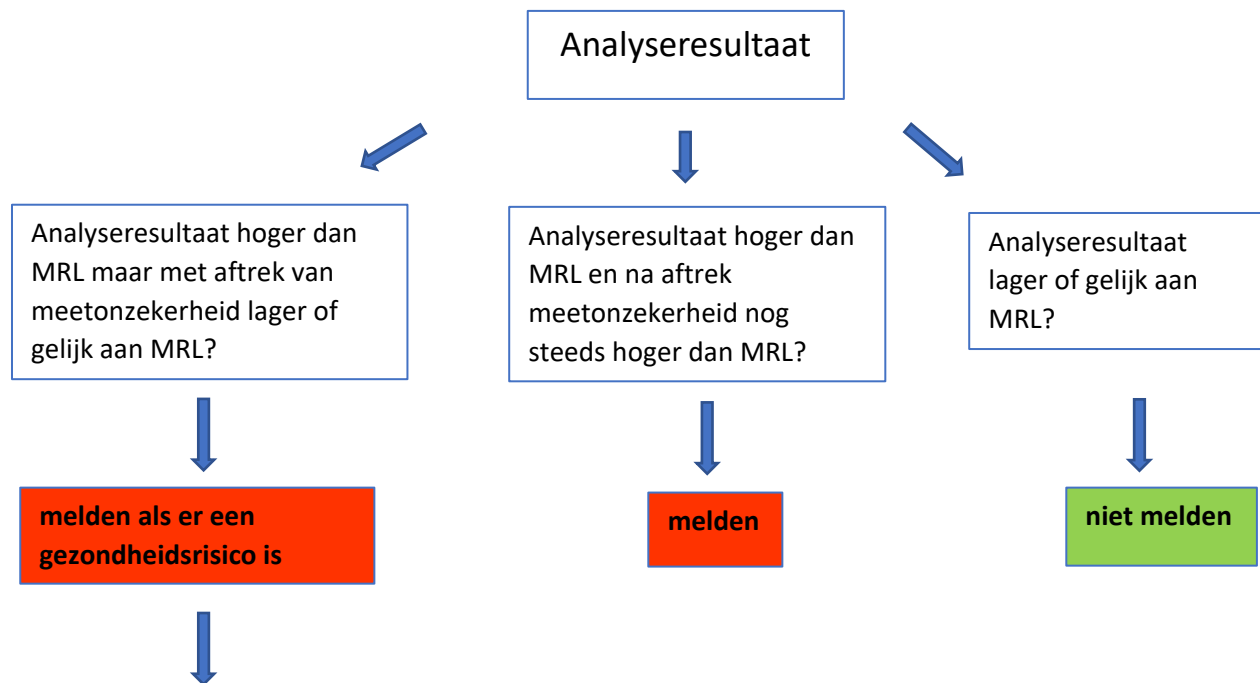 Analyseresultaat
Analyseresultaat hoger dan
MRL maar met aftrek van
meetonzekerheid lager of
gelijk aan MRL?
Analyseresultaat hoger dan
MRL en na aftrek
meetonzekerheid nog
steeds hoger dan MRL?
Analyseresultaat
lager of gelijk aan
MRL?
melden als er een
gezondheidsrisico is
melden
niet melden